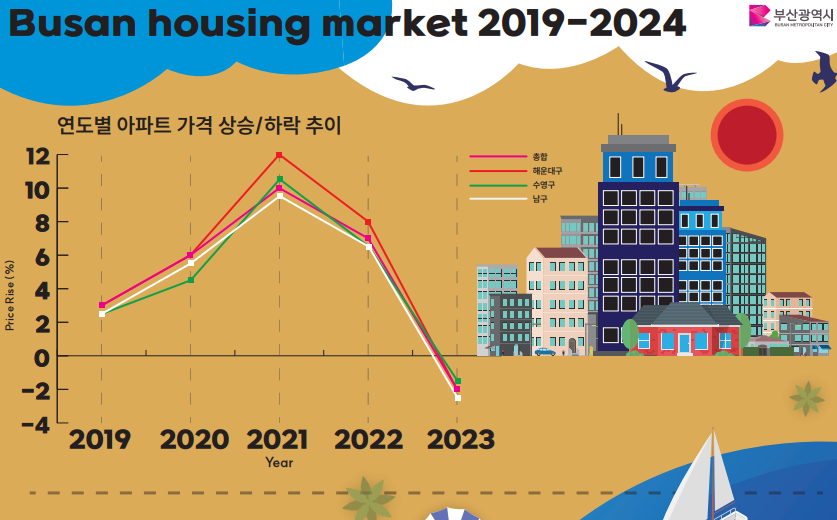 Busan housing market 2019–2024
부산광역시
BUSAN METROPOLITAN CITY
연도별 아파트 가격 상승/하락 추이
종합
해운대구
수영구
남구
Price Rise (%)
12
10
8
6
4
2
0
−2
−4
2019 2020 2021 2022 2023
Year